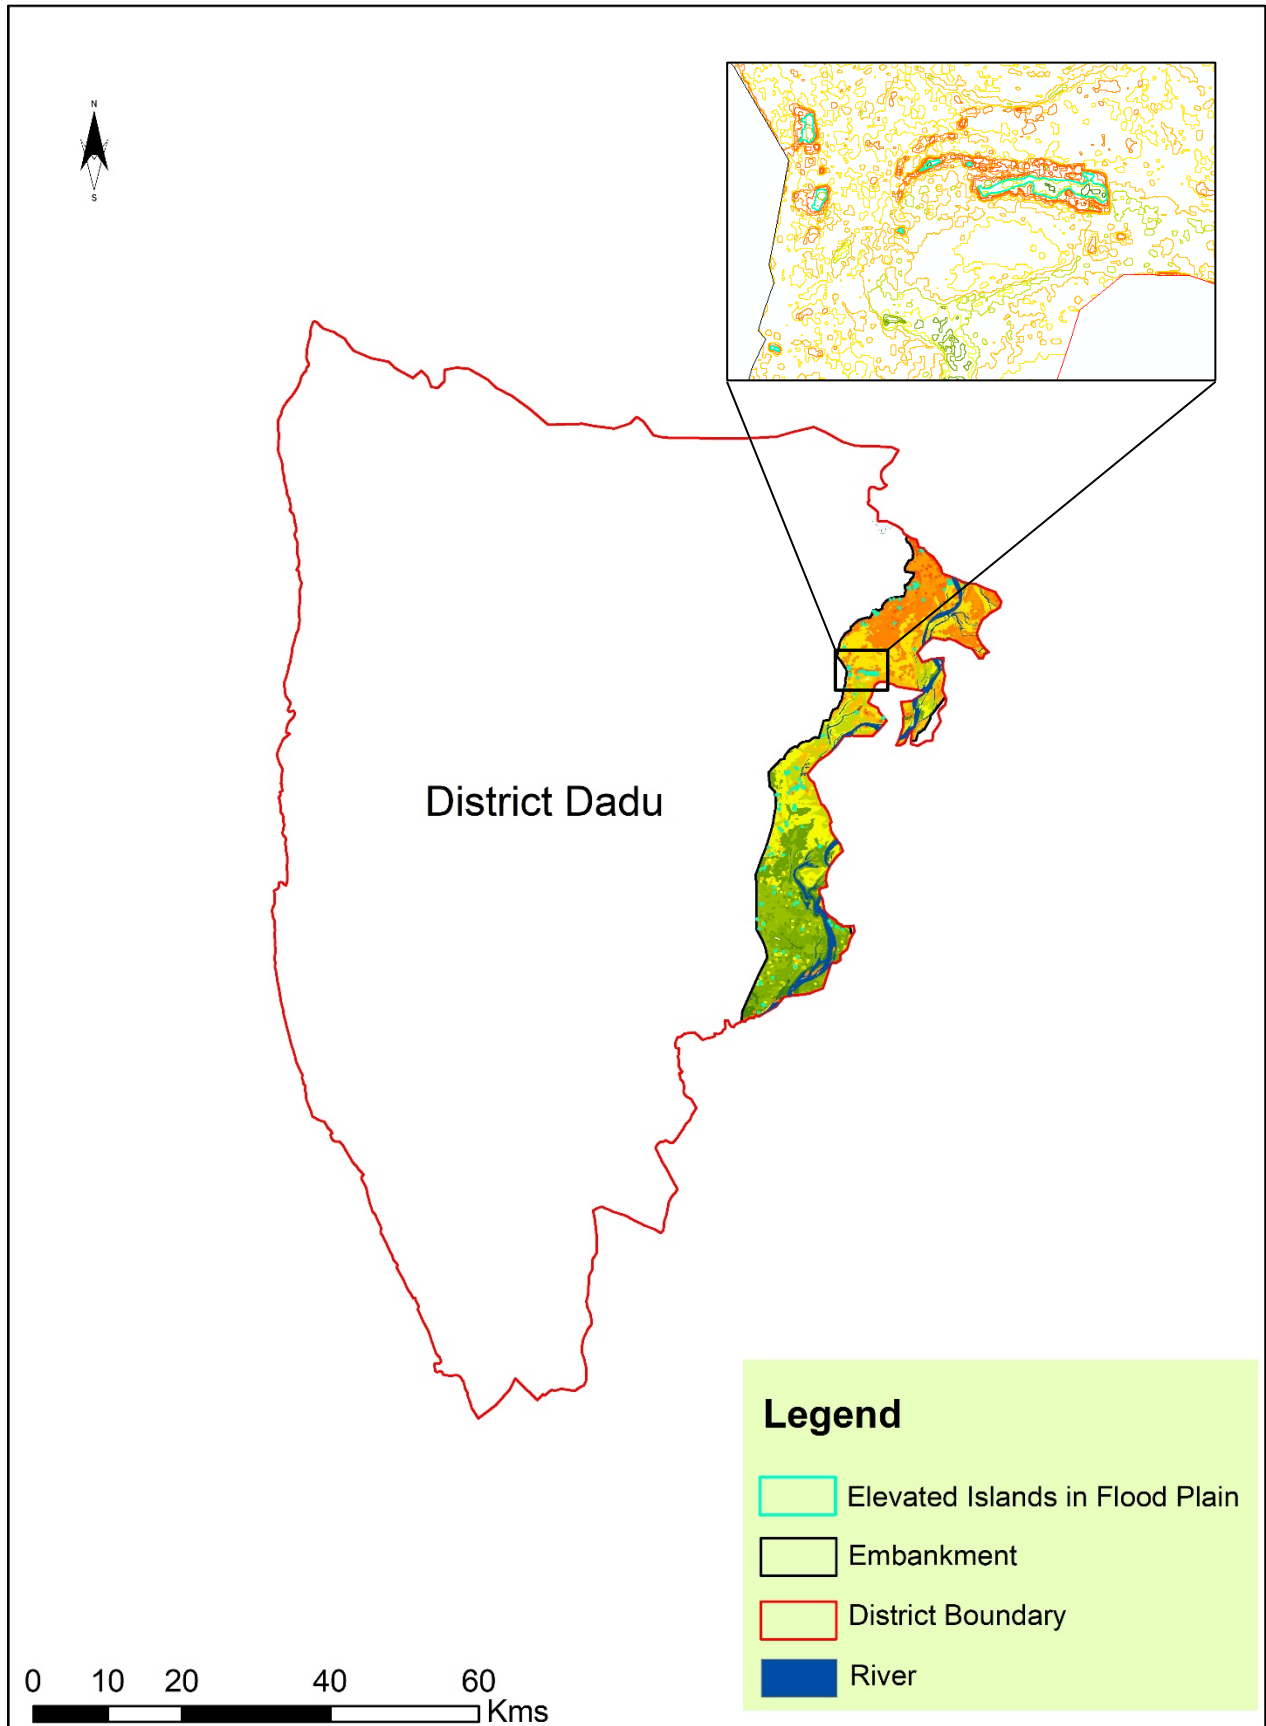 N
S
District Dadu
Legend
Elevated Islands in Flood Plain
Embankment
District Boundary
River
0 10 20 40 60
Kms